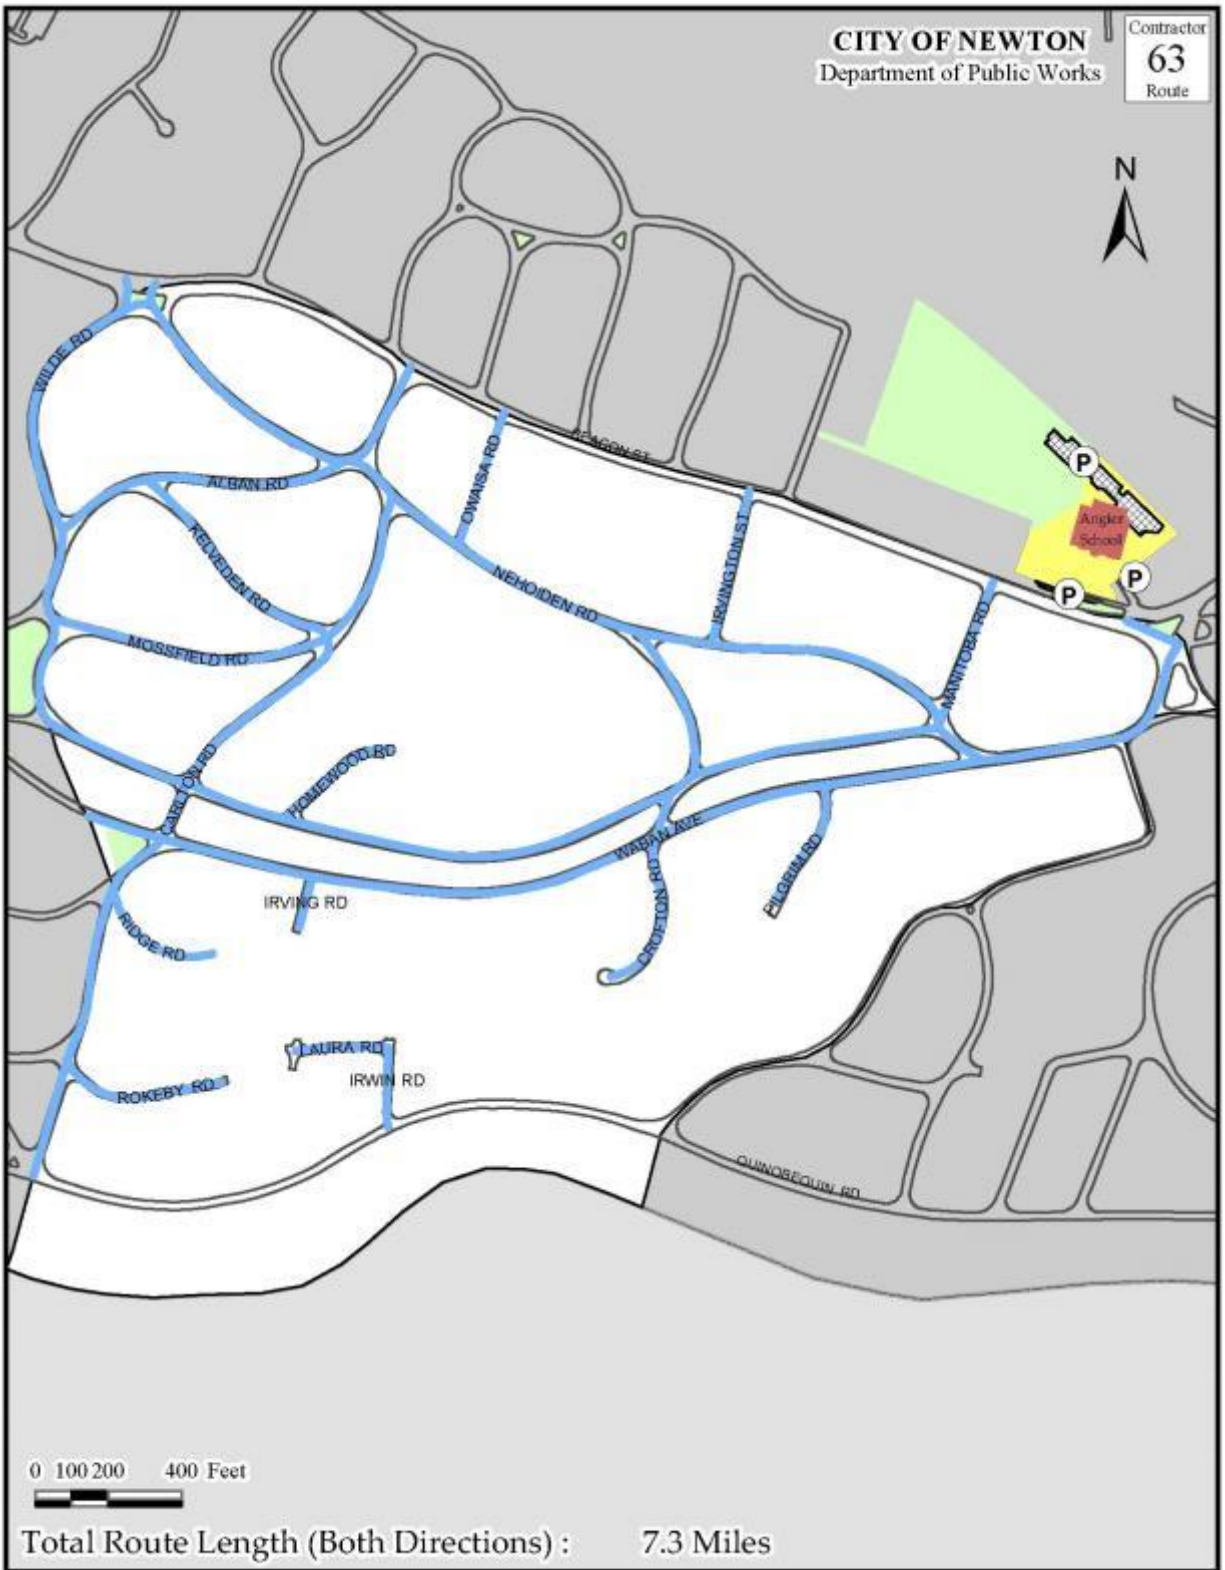 CITY OF NEWTON
Department of Public Works
Contractor
63
Route
N
WILDE RD
BEACON ST
OWAISA RD
ALBAN RD
P
Angier
School
KELVEDEN RD
IRVINGTON ST
NEHOIDEN RD
P
P
MOSSFIELD RD
MANITOBA RD
CARLTON RD
HOMEWOOD RD
WABAN AVE
PILGRIM RD
IRVING RD
CROFTON RD
RIDGE RD
LAURA RD
IRWIN RD
ROKEBY RD
QUINOBEQUIN RD
0 100 200 400 Feet
Total Route Length (Both Directions) : 7.3 Miles